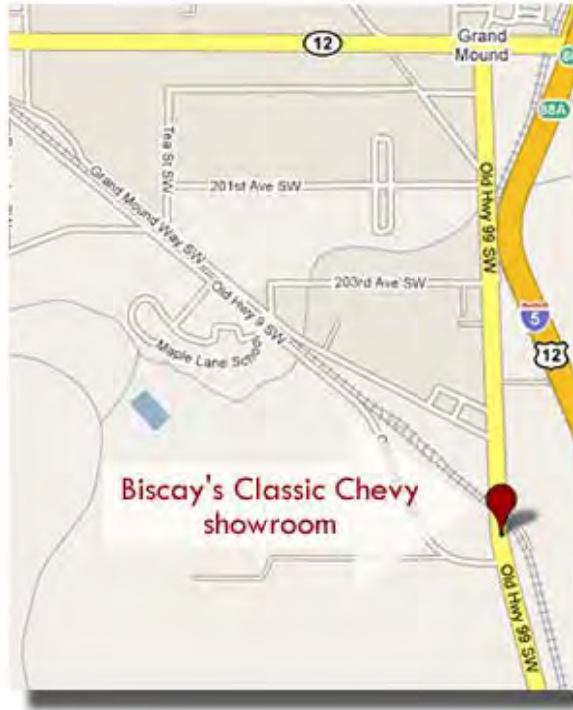 12
Grand
Mound
88A
Tea St SW
Old Hwy 99 SW
201st Ave SW
Grand Mound Way SW
203rd Ave SW
Old Hwy 9 SW
5
12
Maple Lane School
Biscay's Classic Chevy
showroom
Old Hwy 99 SW